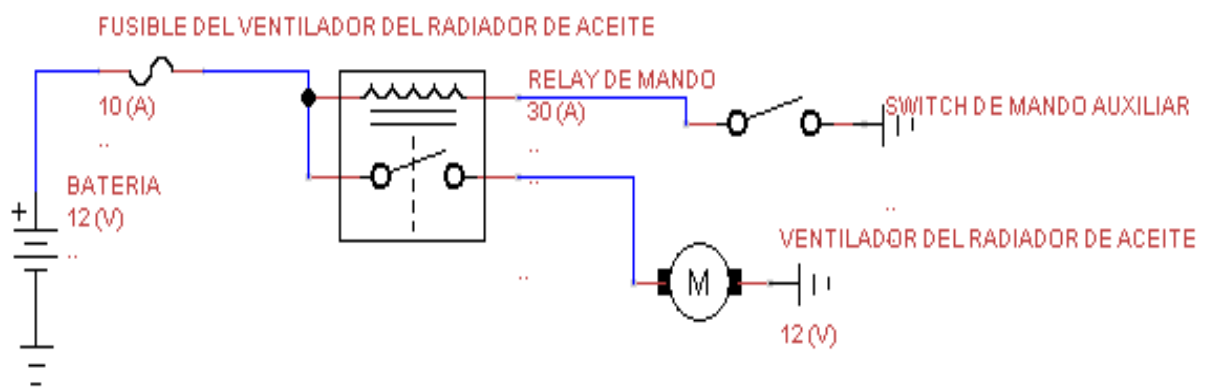 FUSIBLE DEL VENTILADOR DEL RADIADOR DE ACEITE
10 (A)
..
RELAY DE MANDO
30 (A)
..
..
SWITCH DE MANDO AUXILIAR
..
BATERIA
+
12 (V)
..
VENTILADOR DEL RADIADOR DE ACEITE
..
M
12 (V)